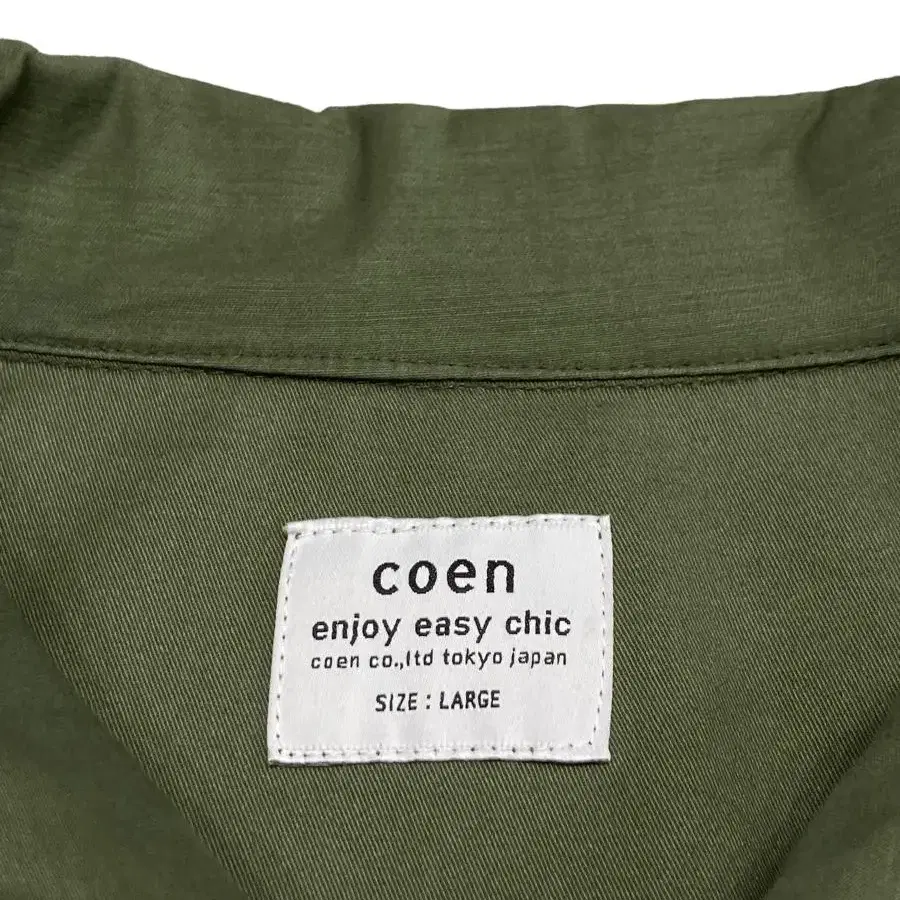 coen
enjoy easy chic
coen co.,ltd tokyo japan
SIZE : LARGE